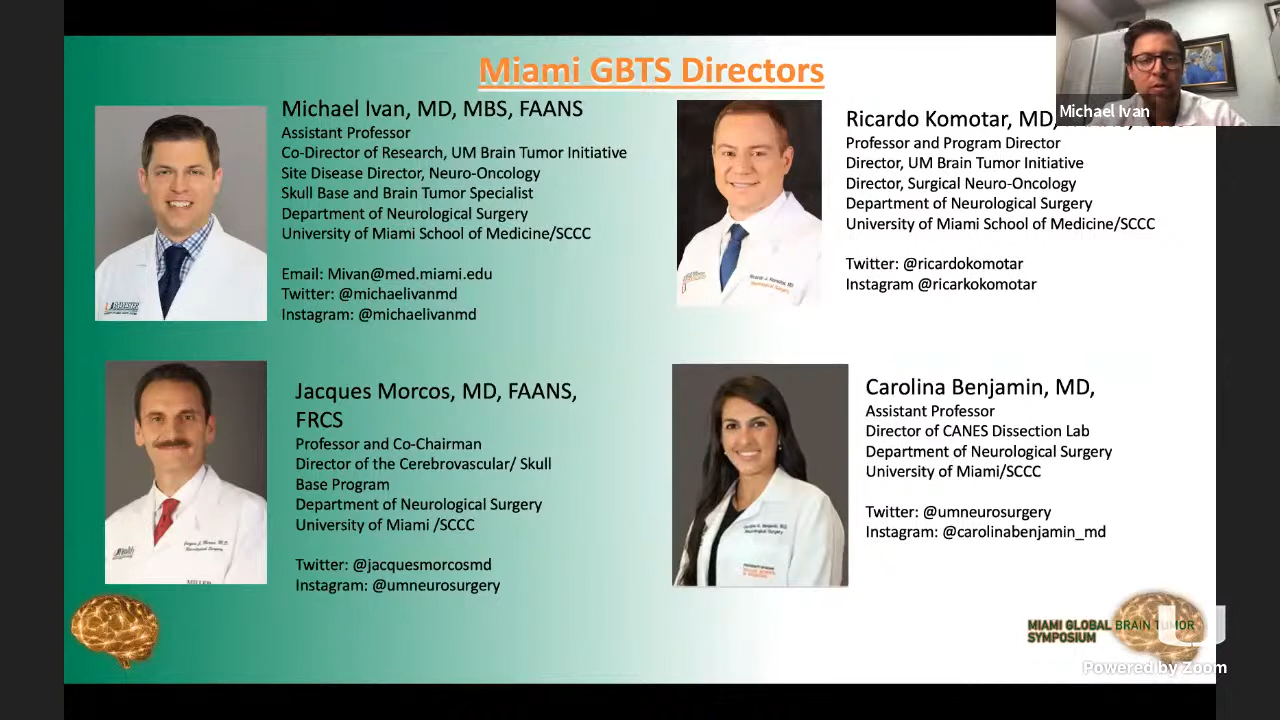 Miami GBTS Directors
Michael Ivan
Michael Ivan, MD, MBS, FAANS
Assistant Professor
Co-Director of Research, UM Brain Tumor Initiative
Site Disease Director, Neuro-Oncology
Skull Base and Brain Tumor Specialist
Department of Neurological Surgery
University of Miami School of Medicine/SCCC
Email: Mivan@med.miami.edu
Twitter: @michaelivanmd
Instagram: @michaelivanmd
Ricardo Komotar, MD,
Professor and Program Director
Director, UM Brain Tumor Initiative
Director, Surgical Neuro-Oncology
Department of Neurological Surgery
University of Miami School of Medicine/SCCC
Twitter: @ricardokomotar
Instagram @ricarkokomotar
Ricardo J. Komotar, MD
Neurological Surgery
Jacques Morcos, MD, FAANS,
FRCS
Professor and Co-Chairman
Director of the Cerebrovascular/ Skull
Base Program
Department of Neurological Surgery
University of Miami /SCCC
Twitter: @jacquesmorcosmd
Instagram: @umneurosurgery
MILLER
Carolina Benjamin, MD,
Assistant Professor
Director of CANES Dissection Lab
Department of Neurological Surgery
University of Miami/SCCC
Twitter: @umneurosurgery
Instagram: @carolinabenjamin_md
MIAMI GLOBAL BRAIN TUMOR
SYMPOSIUM
Powered by Zoom